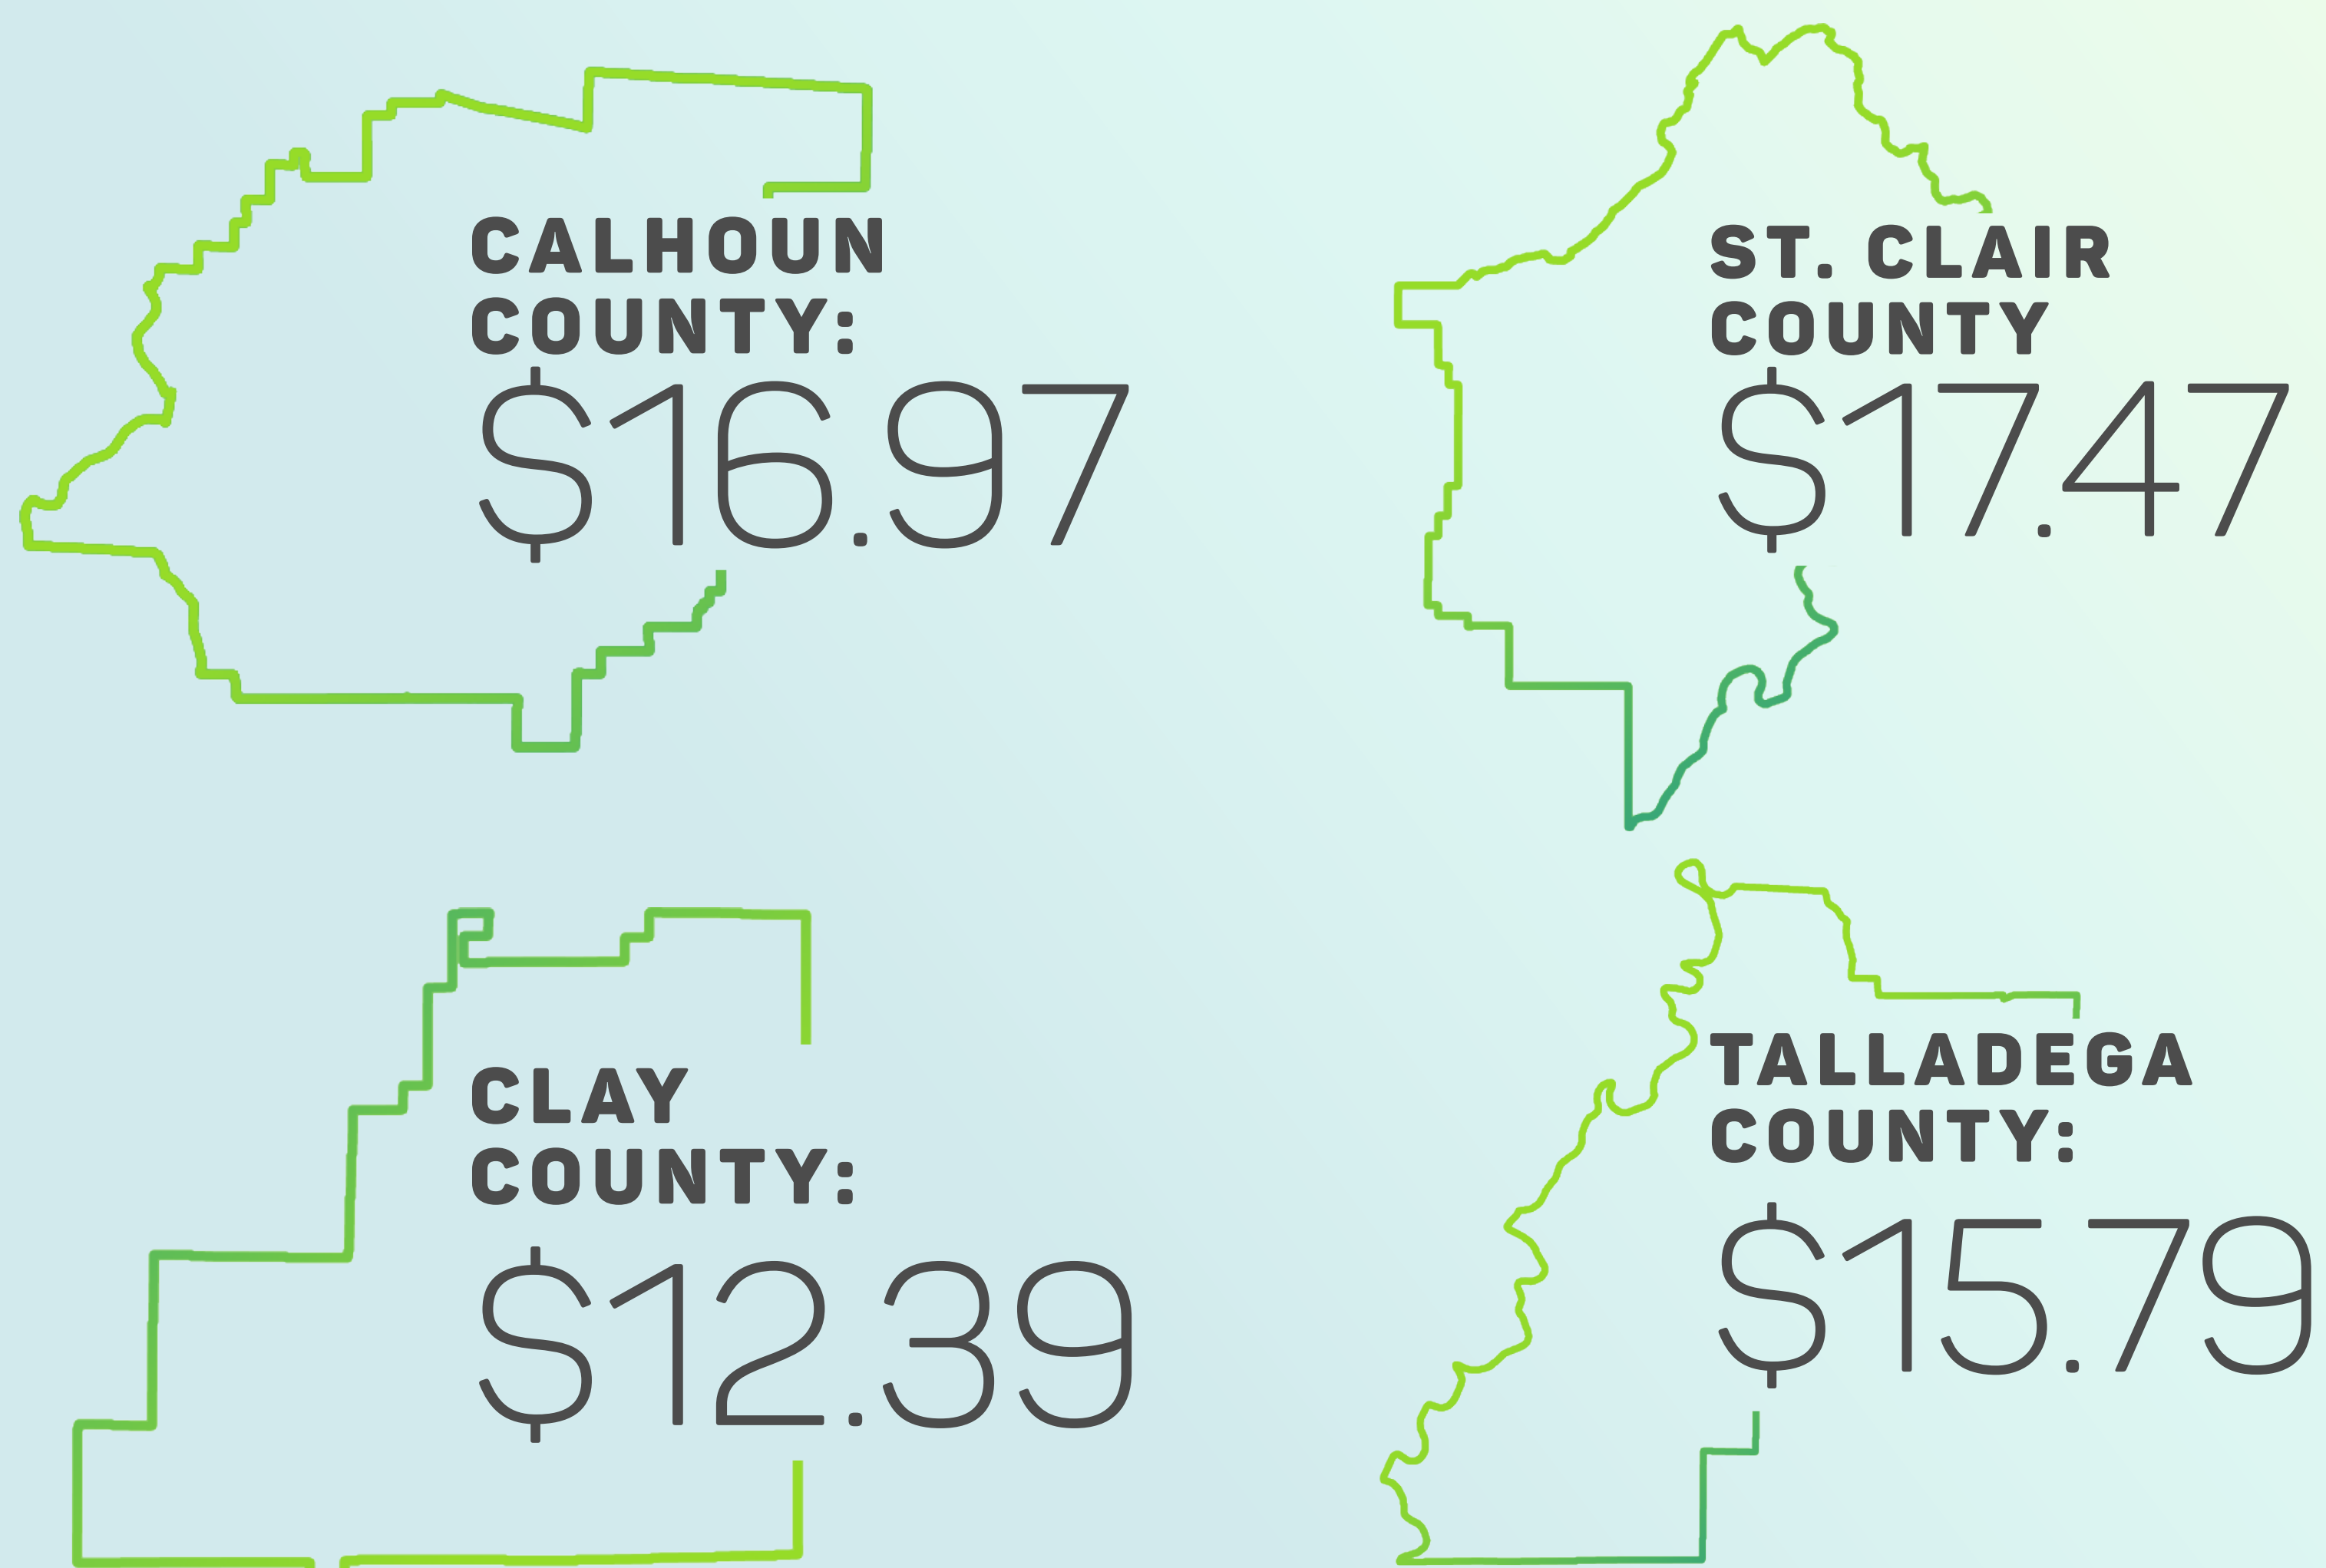 CALHOUN
COUNTY:
$16.97
ST. CLAIR
COUNTY
$17.47
CLAY
COUNTY:
$12.39
TALLADEGA
COUNTY:
$15.79